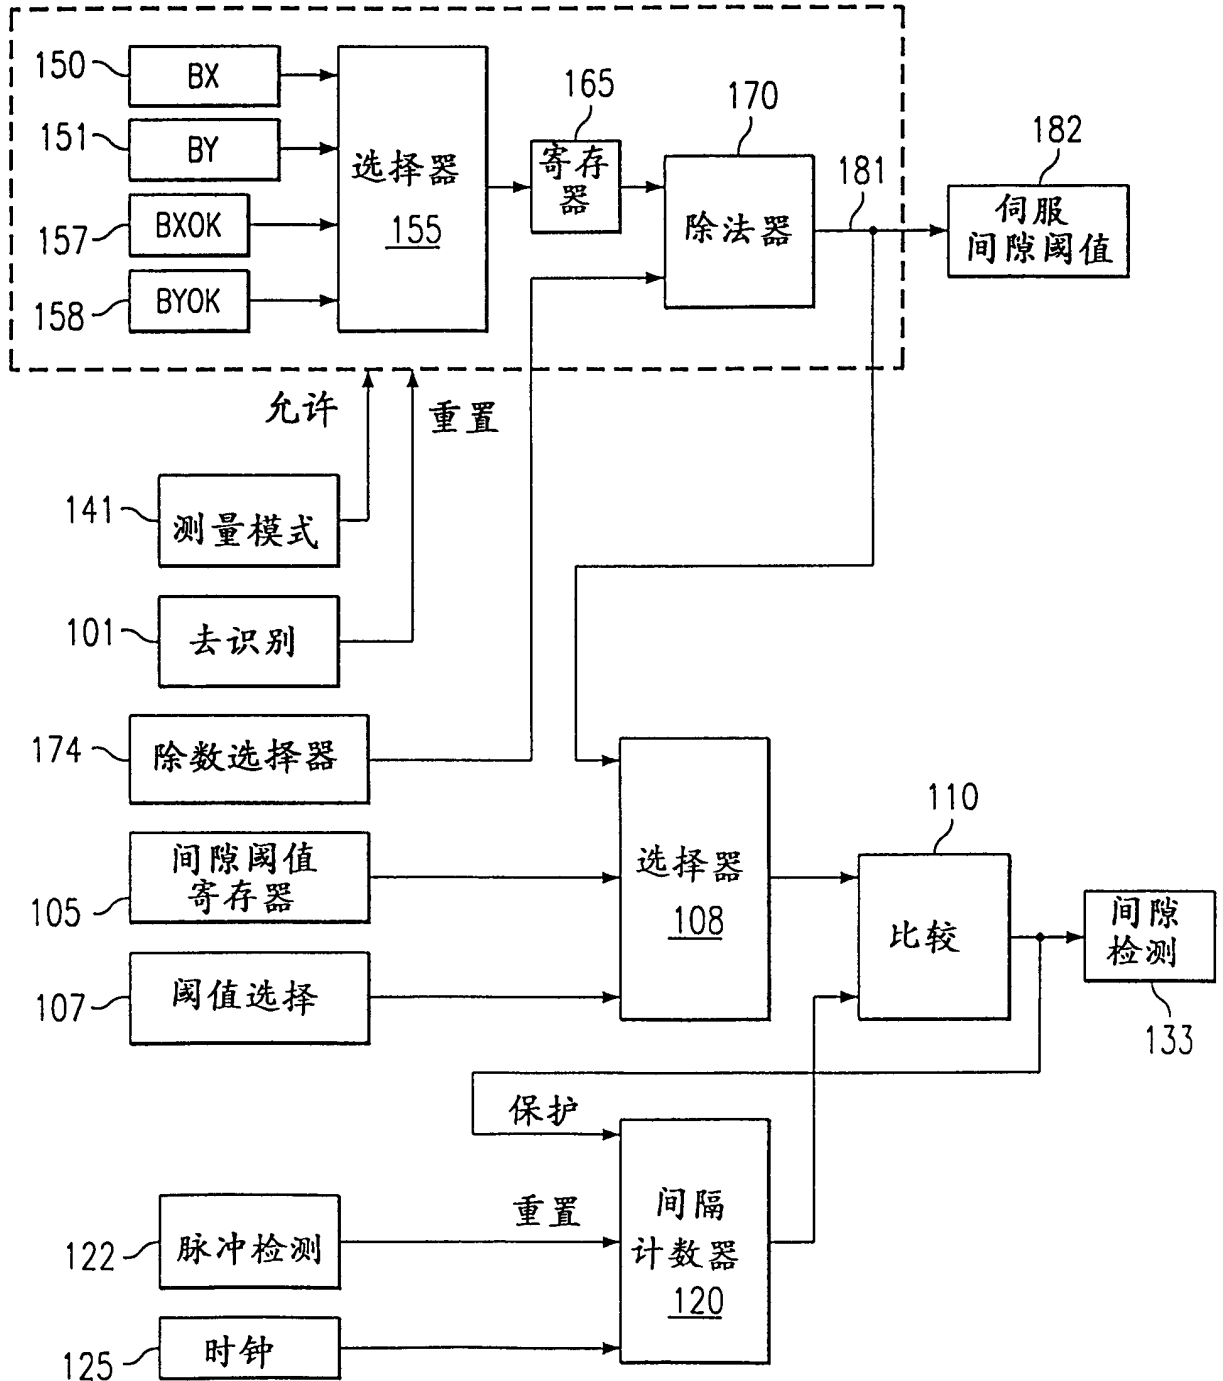 150
BX
151
BY
157
BXOK
158
BYOK
选择器
155
165
寄存
器
170
除法器
181
182
伺服
间隙阈值
允许
重置
141
测量模式
101
去识别
174
除数选择器
105
间隙阈值
寄存器
107
阈值选择
选择器
108
110
比较
间隙
检测
133
保护
重置
122
脉冲检测
125
时钟
间隔
计数器
120